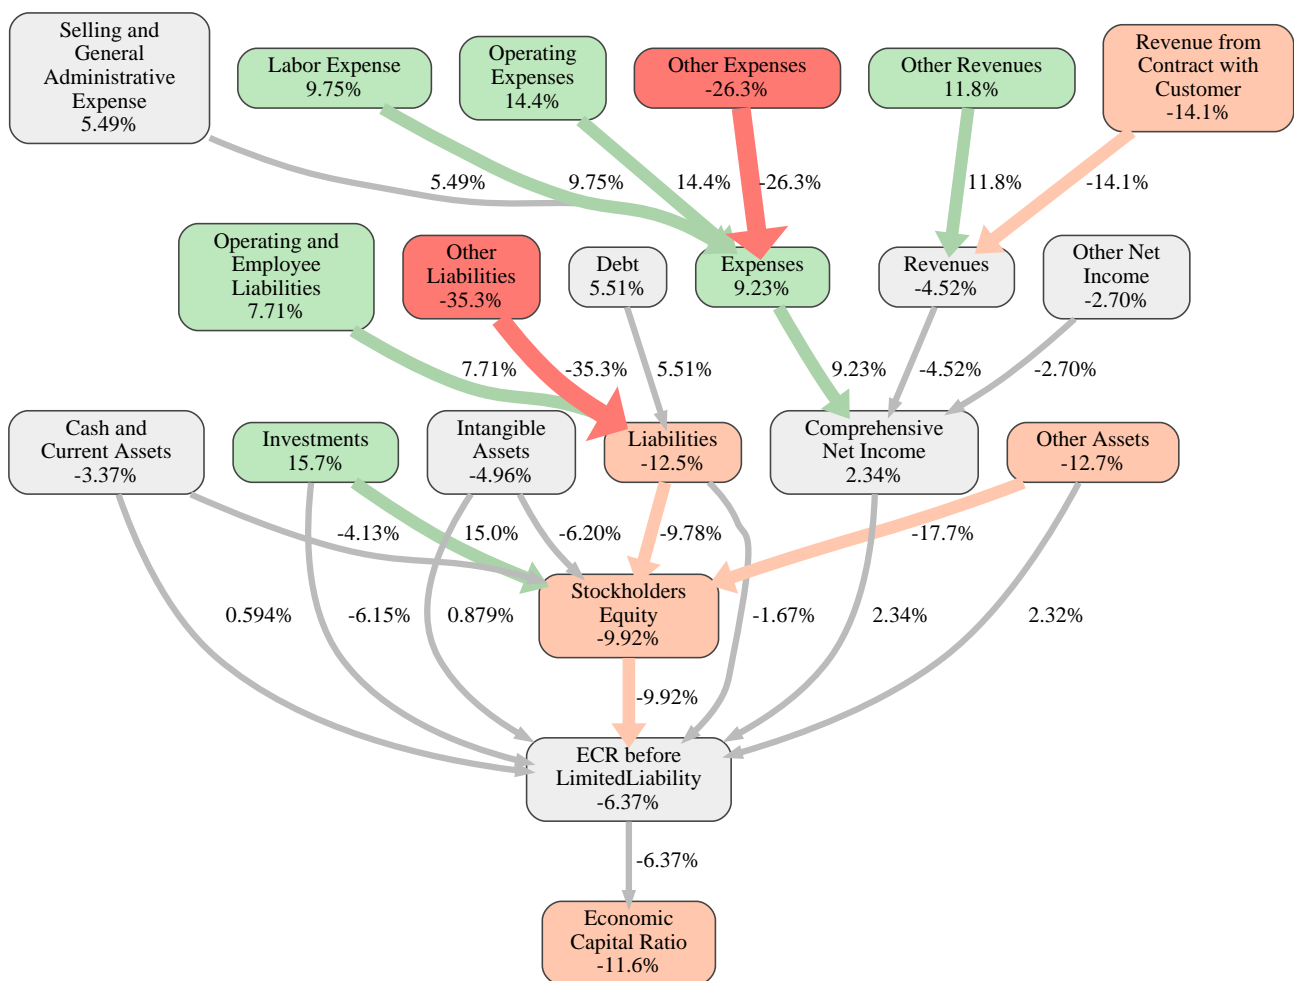 Selling and
General
Administrative
Expense
5.49%
Labor Expense
9.75%
Operating
Expenses
14.4%
Other Expenses
-26.3%
Other Revenues
11.8%
Revenue from
Contract with
Customer
-14.1%
5.49%
9.75%
14.4%
-26.3%
11.8%
-14.1%
Operating and
Employee
Liabilities
7.71%
Other
Liabilities
-35.3%
Debt
5.51%
Expenses
9.23%
Revenues
-4.52%
Other Net
Income
-2.70%
7.71%
-35.3%
5.51%
9.23%
-4.52%
-2.70%
Cash and
Current Assets
-3.37%
Investments
15.7%
Intangible
Assets
-4.96%
Liabilities
-12.5%
Comprehensive
Net Income
2.34%
Other Assets
-12.7%
-4.13%
15.0%
-6.20%
-9.78%
-17.7%
Stockholders
Equity
-9.92%
0.594%
-6.15%
0.879%
-1.67%
2.34%
2.32%
-9.92%
ECR before
LimitedLiability
-6.37%
-6.37%
Economic
Capital Ratio
-11.6%